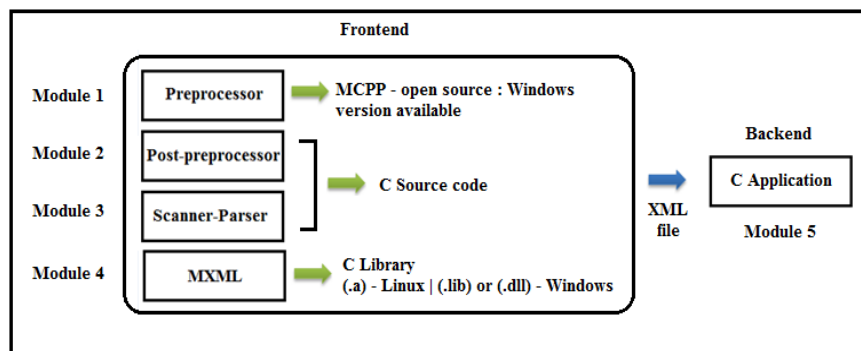 Frontend
Module 1
Preprocessor
MCPP - open source : Windows
version available
Module 2
Post-preprocessor
Module 3
Scanner-Parser
C Source code
Module 4
MXML
C Library
(.a) - Linux | (.lib) or (.dll) - Windows
XML
file
Backend
C Application
Module 5